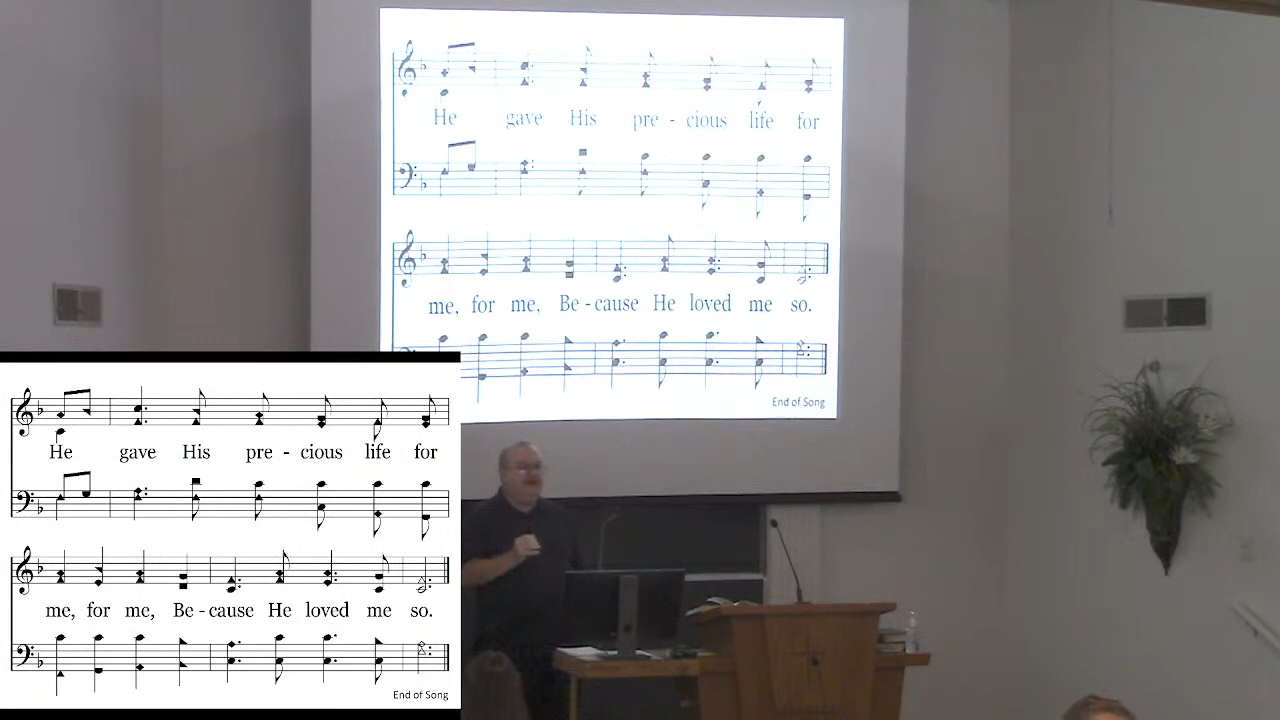 He gave His pre - cious life for
me, for me, Be - cause He loved me so.
End of Song
He gave His pre - cious life for
me, for me, Be - cause He loved me so.
End of Song